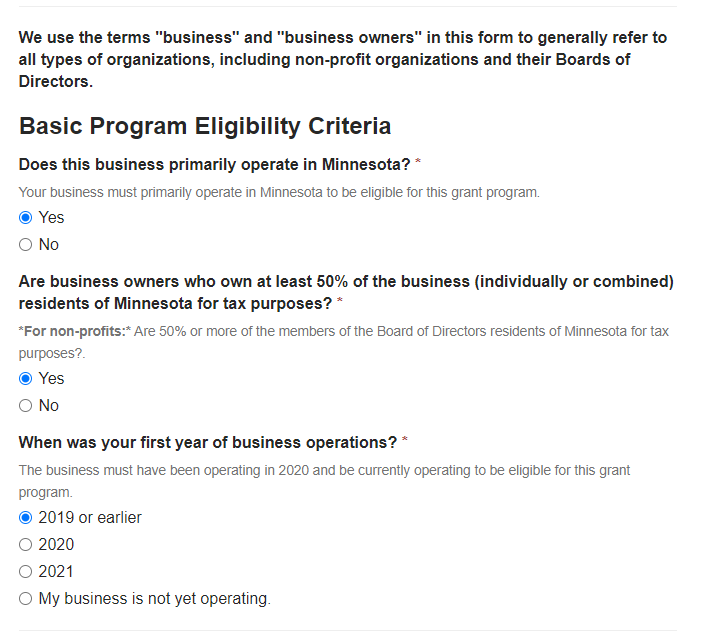 We use the terms "business" and "business owners" in this form to generally refer to
all types of organizations, including non-profit organizations and their Boards of
Directors.
Basic Program Eligibility Criteria
Does this business primarily operate in Minnesota? *
Your business must primarily operate in Minnesota to be eligible for this grant program.
Yes
No
Are business owners who own at least 50% of the business (individually or combined)
residents of Minnesota for tax purposes? *
*For non-profits:* Are 50% or more of the members of the Board of Directors residents of Minnesota for tax
purposes?.
Yes
No
When was your first year of business operations? *
The business must have been operating in 2020 and be currently operating to be eligible for this grant
program.
2019 or earlier
2020
2021
My business is not yet operating.